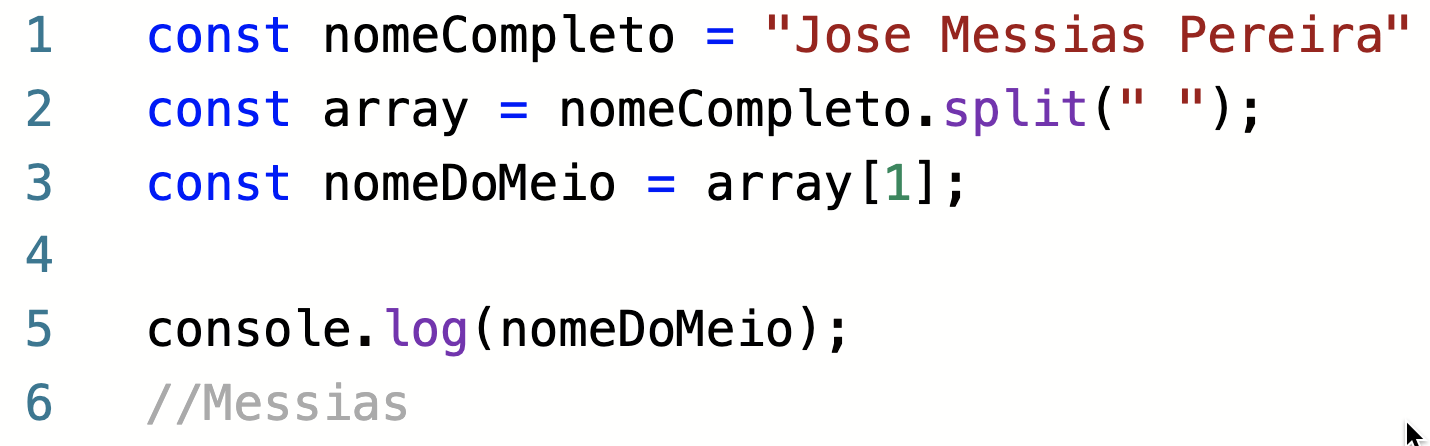 1 const nomeCompleto = "Jose Messias Pereira"
2 const array = nomeCompleto.split(" ");
3 const nomeDoMeio = array[1];
4
5 console.log(nomeDoMeio);
6 //Messias